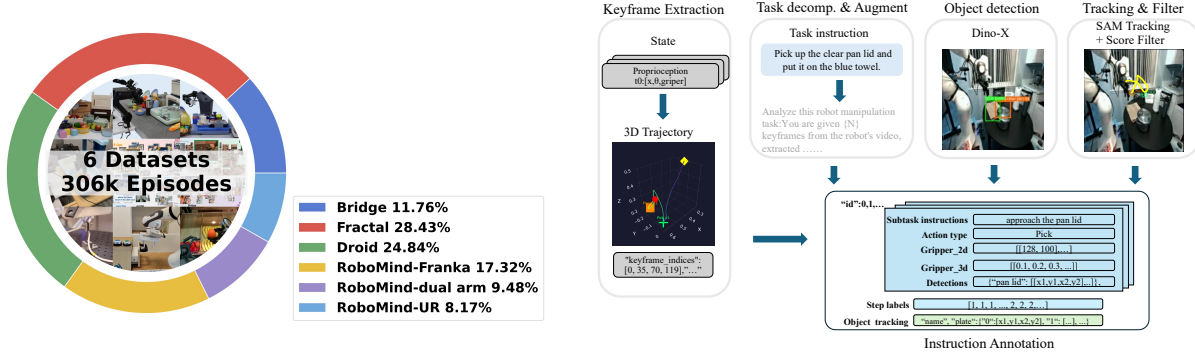 6 Datasets
306k Episodes
Bridge 11.76%
Fractal 28.43%
Droid 24.84%
RoboMind-Franka 17.32%
RoboMind-dual arm 9.48%
RoboMind-UR 8.17%
Keyframe Extraction
State
Proprioception
t0:[x,θ,griper]
3D Trajectory
"keyframe_indices":
[0, 35, 70, 119],"…"
Task decomp. & Augment
Task instruction
Pick up the clear pan lid and
put it on the blue towel.
Analyze this robot manipulation
task:You are given {N}
keyframes from the robot's video,
extracted ……
Object detection
Dino-X
Tracking & Filter
SAM Tracking
+ Score Filter
"id":0,1,…
Subtask instructions approach the pan lid
Action type Pick
Gripper_2d [[128, 100],…]
Gripper_3d [[0.1, 0.2, 0.3, ...]]
Detections {"pan lid": [[x1,y1,x2,y2],..]},
Step labels [1, 1, 1, ..., 2, 2, 2,…]
Object tracking "name", "plate":{"0":[x1,y1,x2,y2], "1": [...], ...}
Instruction Annotation